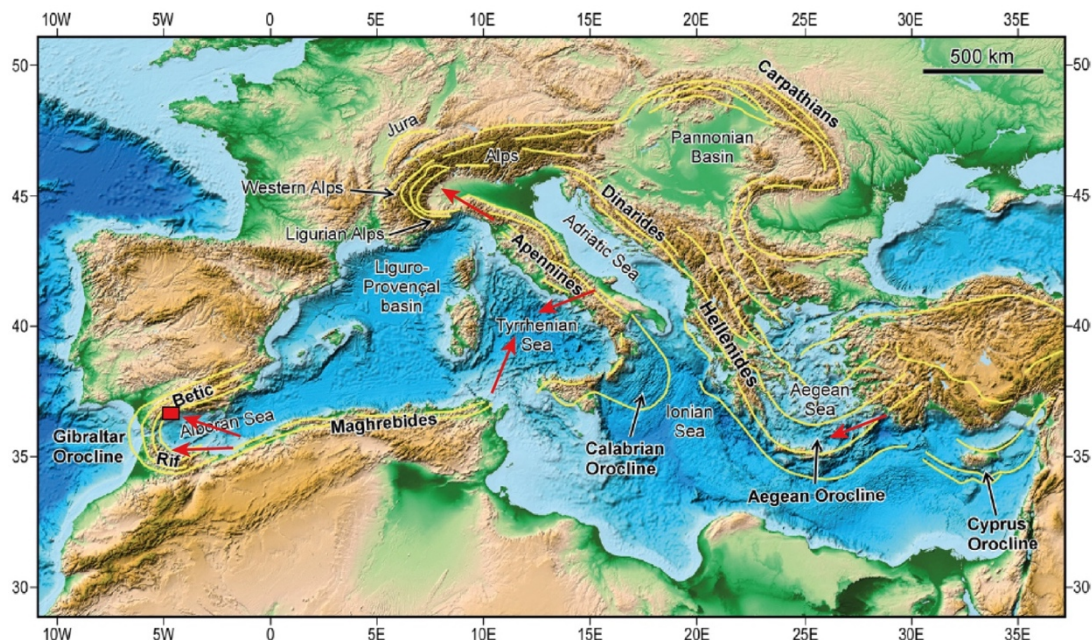 10W 5W 0 5E 10E 15E 20E 25E 30E 35E
50 50
500 km
Carpathians
Jura
Pannonian
Basin
Alps
Western Alps
45 45
Ligurian Alps
Dinarides
Adriatic Sea
Apennines
Liguro-
Provençal
basin
40 40
Tyrrhenian
Sea
Hellenides
Aegean
Sea
Betic
Alboran Sea
Ionian
Sea
Maghrebides
Gibraltar
Orocline
Rif
35 35
Calabrian
Orocline
Aegean Orocline
Cyprus
Orocline
30 30
10W 5W 0 5E 10E 15E 20E 25E 30E 35E